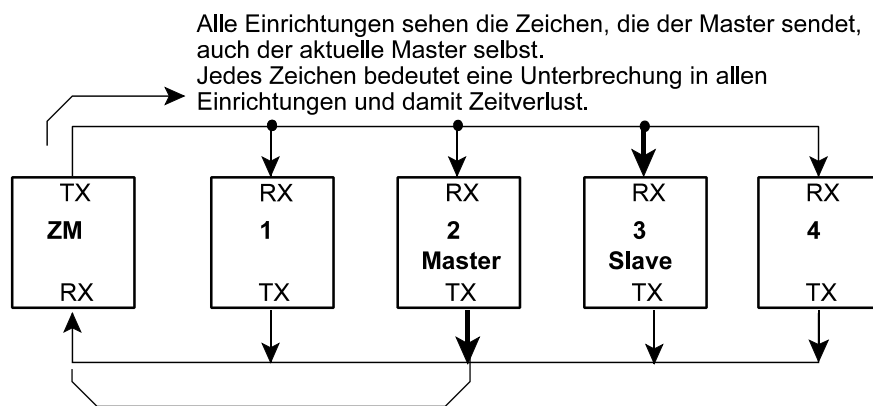 Alle Einrichtungen sehen die Zeichen, die der Master sendet,
auch der aktuelle Master selbst.
Jedes Zeichen bedeutet eine Unterbrechung in allen
Einrichtungen und damit Zeitverlust.
TX RX RX RX RX
ZM 1 2 3 4
Master Slave
RX TX TX TX TX